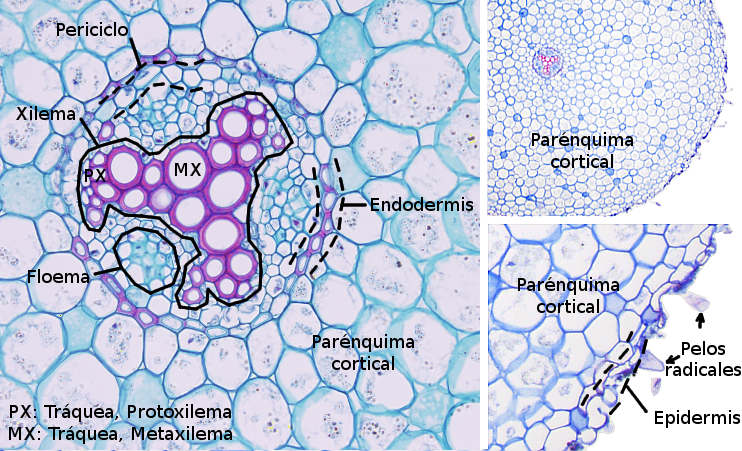 Periciclo
Xilema
PX
MX
Endodermis
Floema
Parénquima
cortical
PX: Tráquea, Protoxilema
MX: Tráquea, Metaxilema
Parénquima
cortical
Parénquima
cortical
Pelos
radicales
Epidermis